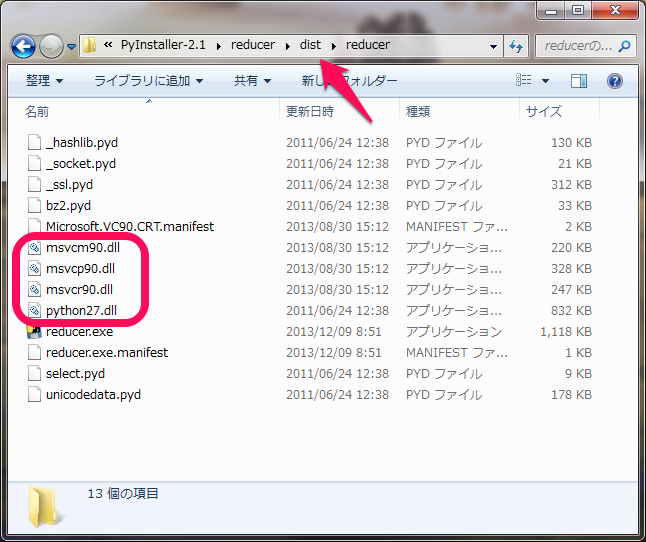 « PyInstaller-2.1 reducer dist reducer reducerの...
整理 ライブラリに追加 共有 新し フォルダー
名前 更新日時 種類 サイズ
_hashlib.pyd 2011/06/24 12:38 PYD ファイル 130 KB
_socket.pyd 2011/06/24 12:38 PYD ファイル 21 KB
_ssl.pyd 2011/06/24 12:38 PYD ファイル 312 KB
bz2.pyd 2011/06/24 12:38 PYD ファイル 33 KB
Microsoft.VC90.CRT.manifest 2013/08/30 15:12 MANIFEST ファ... 2 KB
msvcm90.dll 2013/08/30 15:12 アプリケーショ... 220 KB
msvcp90.dll 2013/08/30 15:12 アプリケーショ... 328 KB
msvcr90.dll 2013/08/30 15:12 アプリケーショ... 247 KB
python27.dll 2011/06/24 12:38 アプリケーショ... 832 KB
reducer.exe 2013/12/09 8:51 アプリケーション 1,118 KB
reducer.exe.manifest 2013/12/09 8:51 MANIFEST ファ... 1 KB
select.pyd 2011/06/24 12:38 PYD ファイル 9 KB
unicodedata.pyd 2011/06/24 12:38 PYD ファイル 178 KB
13 個の項目